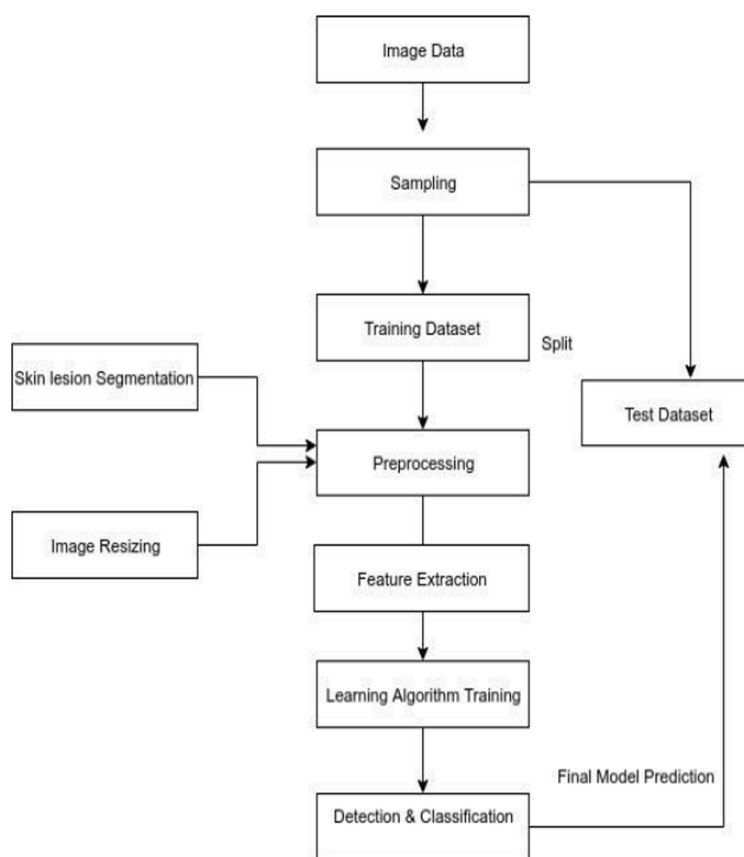 Image Data
Sampling
Training Dataset
Split
Skin lesion Segmentation
Test Dataset
Preprocessing
Image Resizing
Feature Extraction
Learning Algorithm Training
Final Model Prediction
Detection & Classification